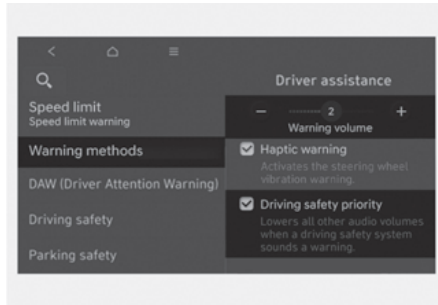 Driver assistance
Speed limit
Speed limit warning
Warning methods
DAW (Driver Attention Warning)
Driving safety
Parking safety
– 2 +
Warning volume
Haptic warning
Activates the steering wheel
vibration warning.
Driving safety priority
Lowers all other audio volumes
when a driving safety system
sounds a warning.